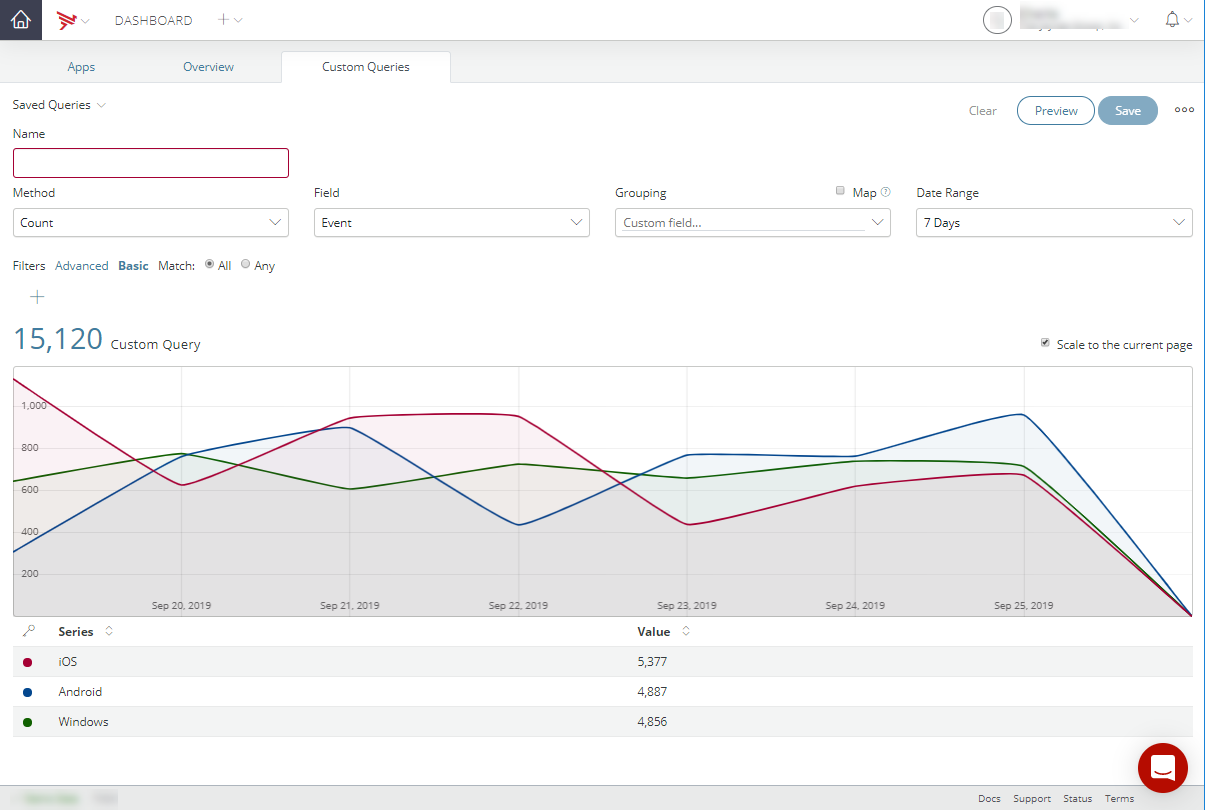 DASHBOARD
Apps Overview Custom Queries
Saved Queries
Clear Preview Save
Name
Method Field Grouping Map Date Range
Count Event Custom field... 7 Days
Filters Advanced Basic Match: All Any
15,120 Custom Query
Scale to the current page
1,000
800
600
400
200
Sep 20, 2019 Sep 21, 2019 Sep 22, 2019 Sep 23, 2019 Sep 24, 2019 Sep 25, 2019
Series Value
iOS 5,377
Android 4,887
Windows 4,856
Docs Support Status Terms